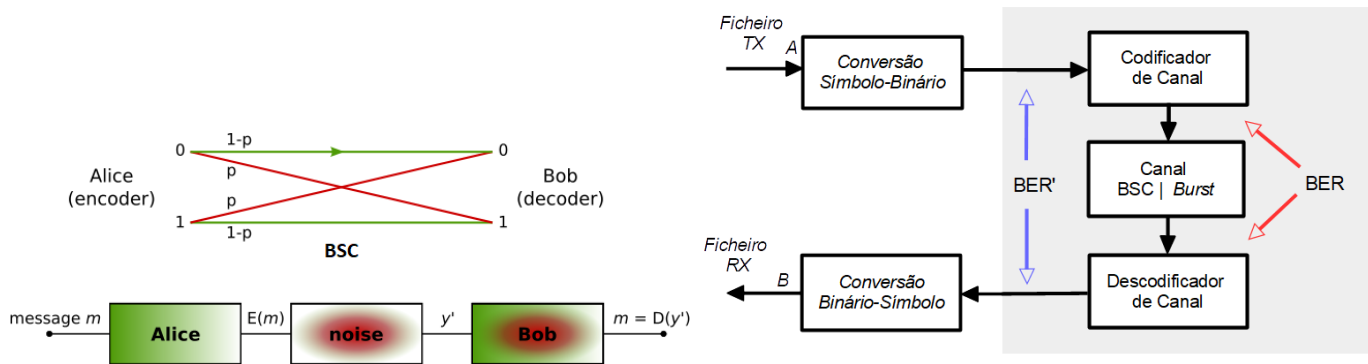 1-p
0
0
p
Alice
(encoder)
Bob
(decoder)
p
1
1
1-p
BSC
message m
Alice
E(m)
noise
y'
Bob
m = D(y')
Ficheiro
TX
A
Conversão
Símbolo-Binário
Codificador
de Canal
BER'
Canal
BSC | Burst
BER
Ficheiro
RX
B
Conversão
Binário-Símbolo
Descodificador
de Canal